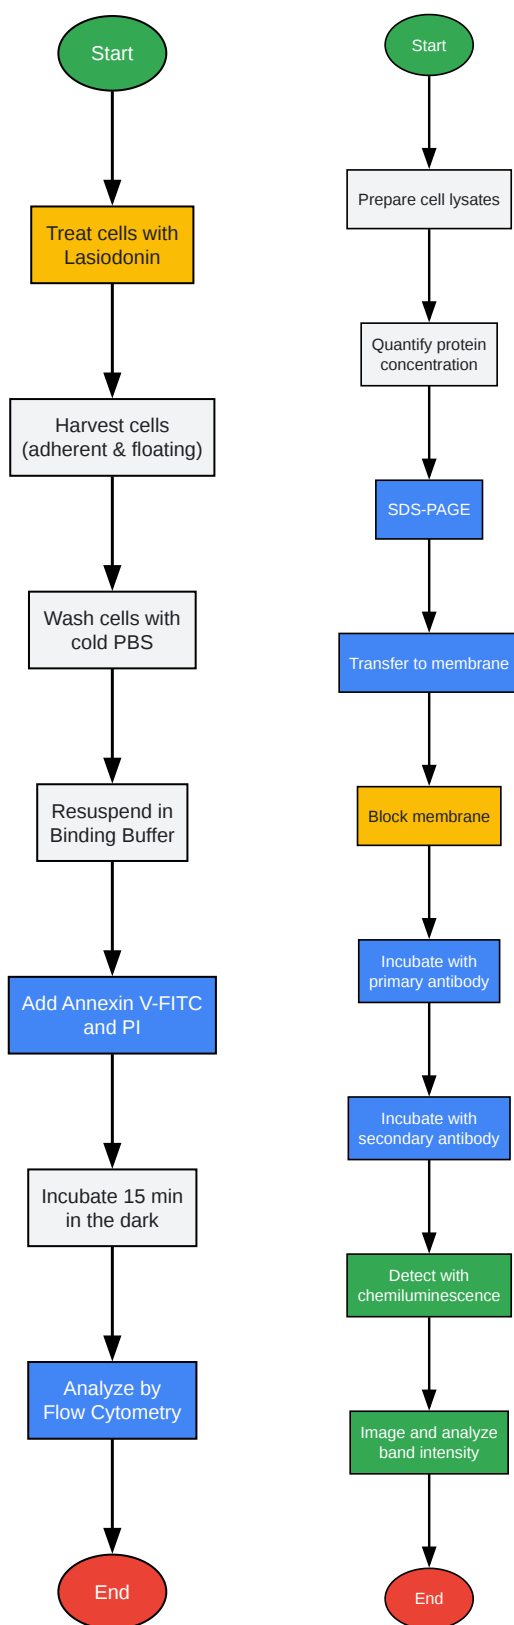 Start
Treat cells with
Lasiodonin
Harvest cells
(adherent & floating)
Wash cells with
cold PBS
Resuspend in
Binding Buffer
Add Annexin V-FITC
and PI
Incubate 15 min
in the dark
Analyze by
Flow Cytometry
End
Start
Prepare cell lysates
Quantify protein
concentration
SDS-PAGE
Transfer to membrane
Block membrane
Incubate with
primary antibody
Incubate with
secondary antibody
Detect with
chemiluminescence
Image and analyze
band intensity
End